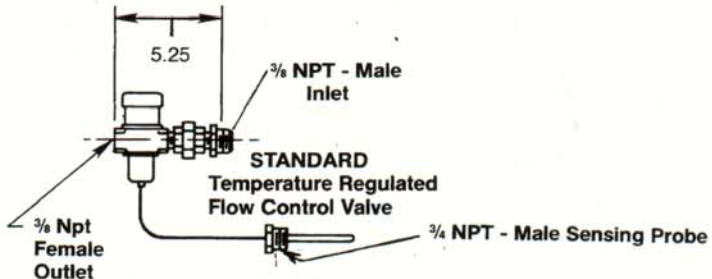 5.25
⅜ NPT - Male
Inlet
STANDARD
Temperature Regulated
Flow Control Valve
⅜ Npt
Female
Outlet
¾ NPT - Male Sensing Probe